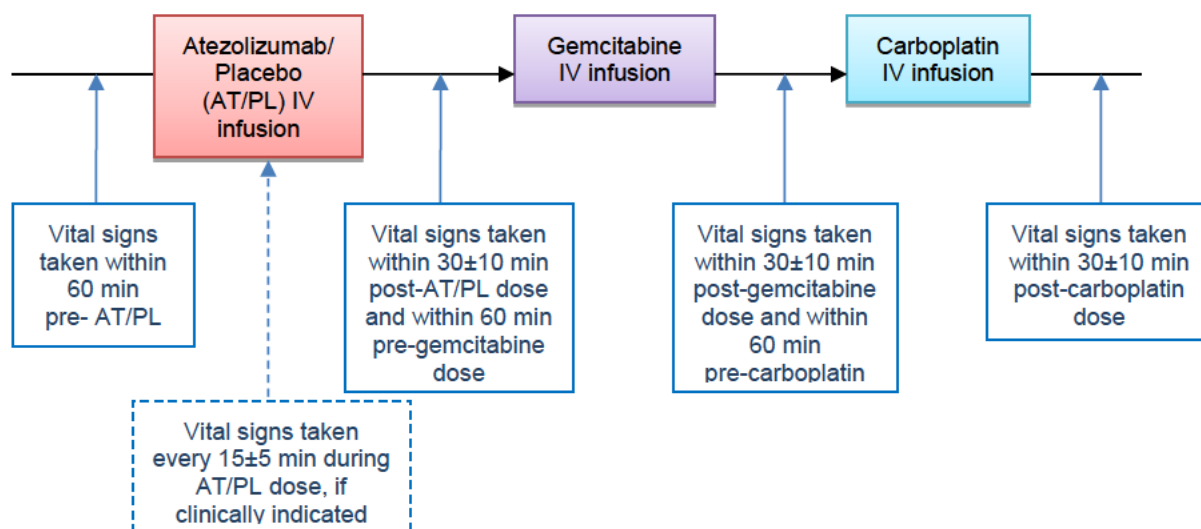 Atezolizumab/
Placebo
(AT/PL) IV
infusion
Gemcitabine
IV infusion
Carboplatin
IV infusion
Vital signs
taken within
60 min
pre- AT/PL
Vital signs taken
within 30±10 min
post-AT/PL dose
and within 60 min
pre-gemcitabine
dose
Vital signs taken
within 30±10 min
post-gemcitabine
dose and within
60 min
pre-carboplatin
Vital signs taken
within 30±10 min
post-carboplatin
dose
Vital signs taken
every 15±5 min during
AT/PL dose, if
clinically indicated